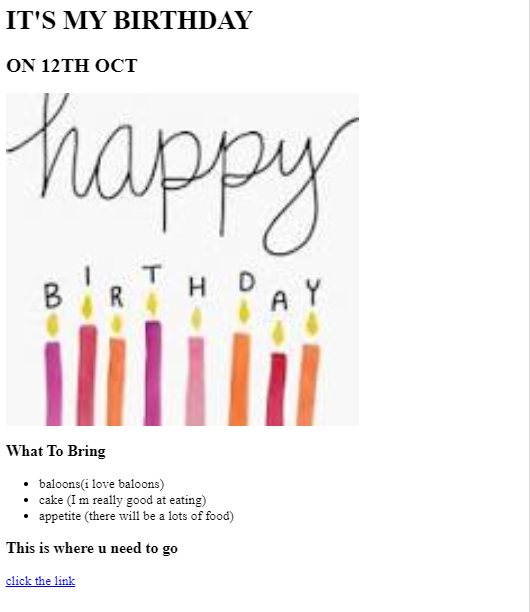 IT'S MY BIRTHDAY
ON 12TH OCT
happy
BIRTHDAY
What To Bring
baloons(i love baloons)
cake (I m really good at eating)
appetite (there will be a lots of food)
This is where u need to go
click the link